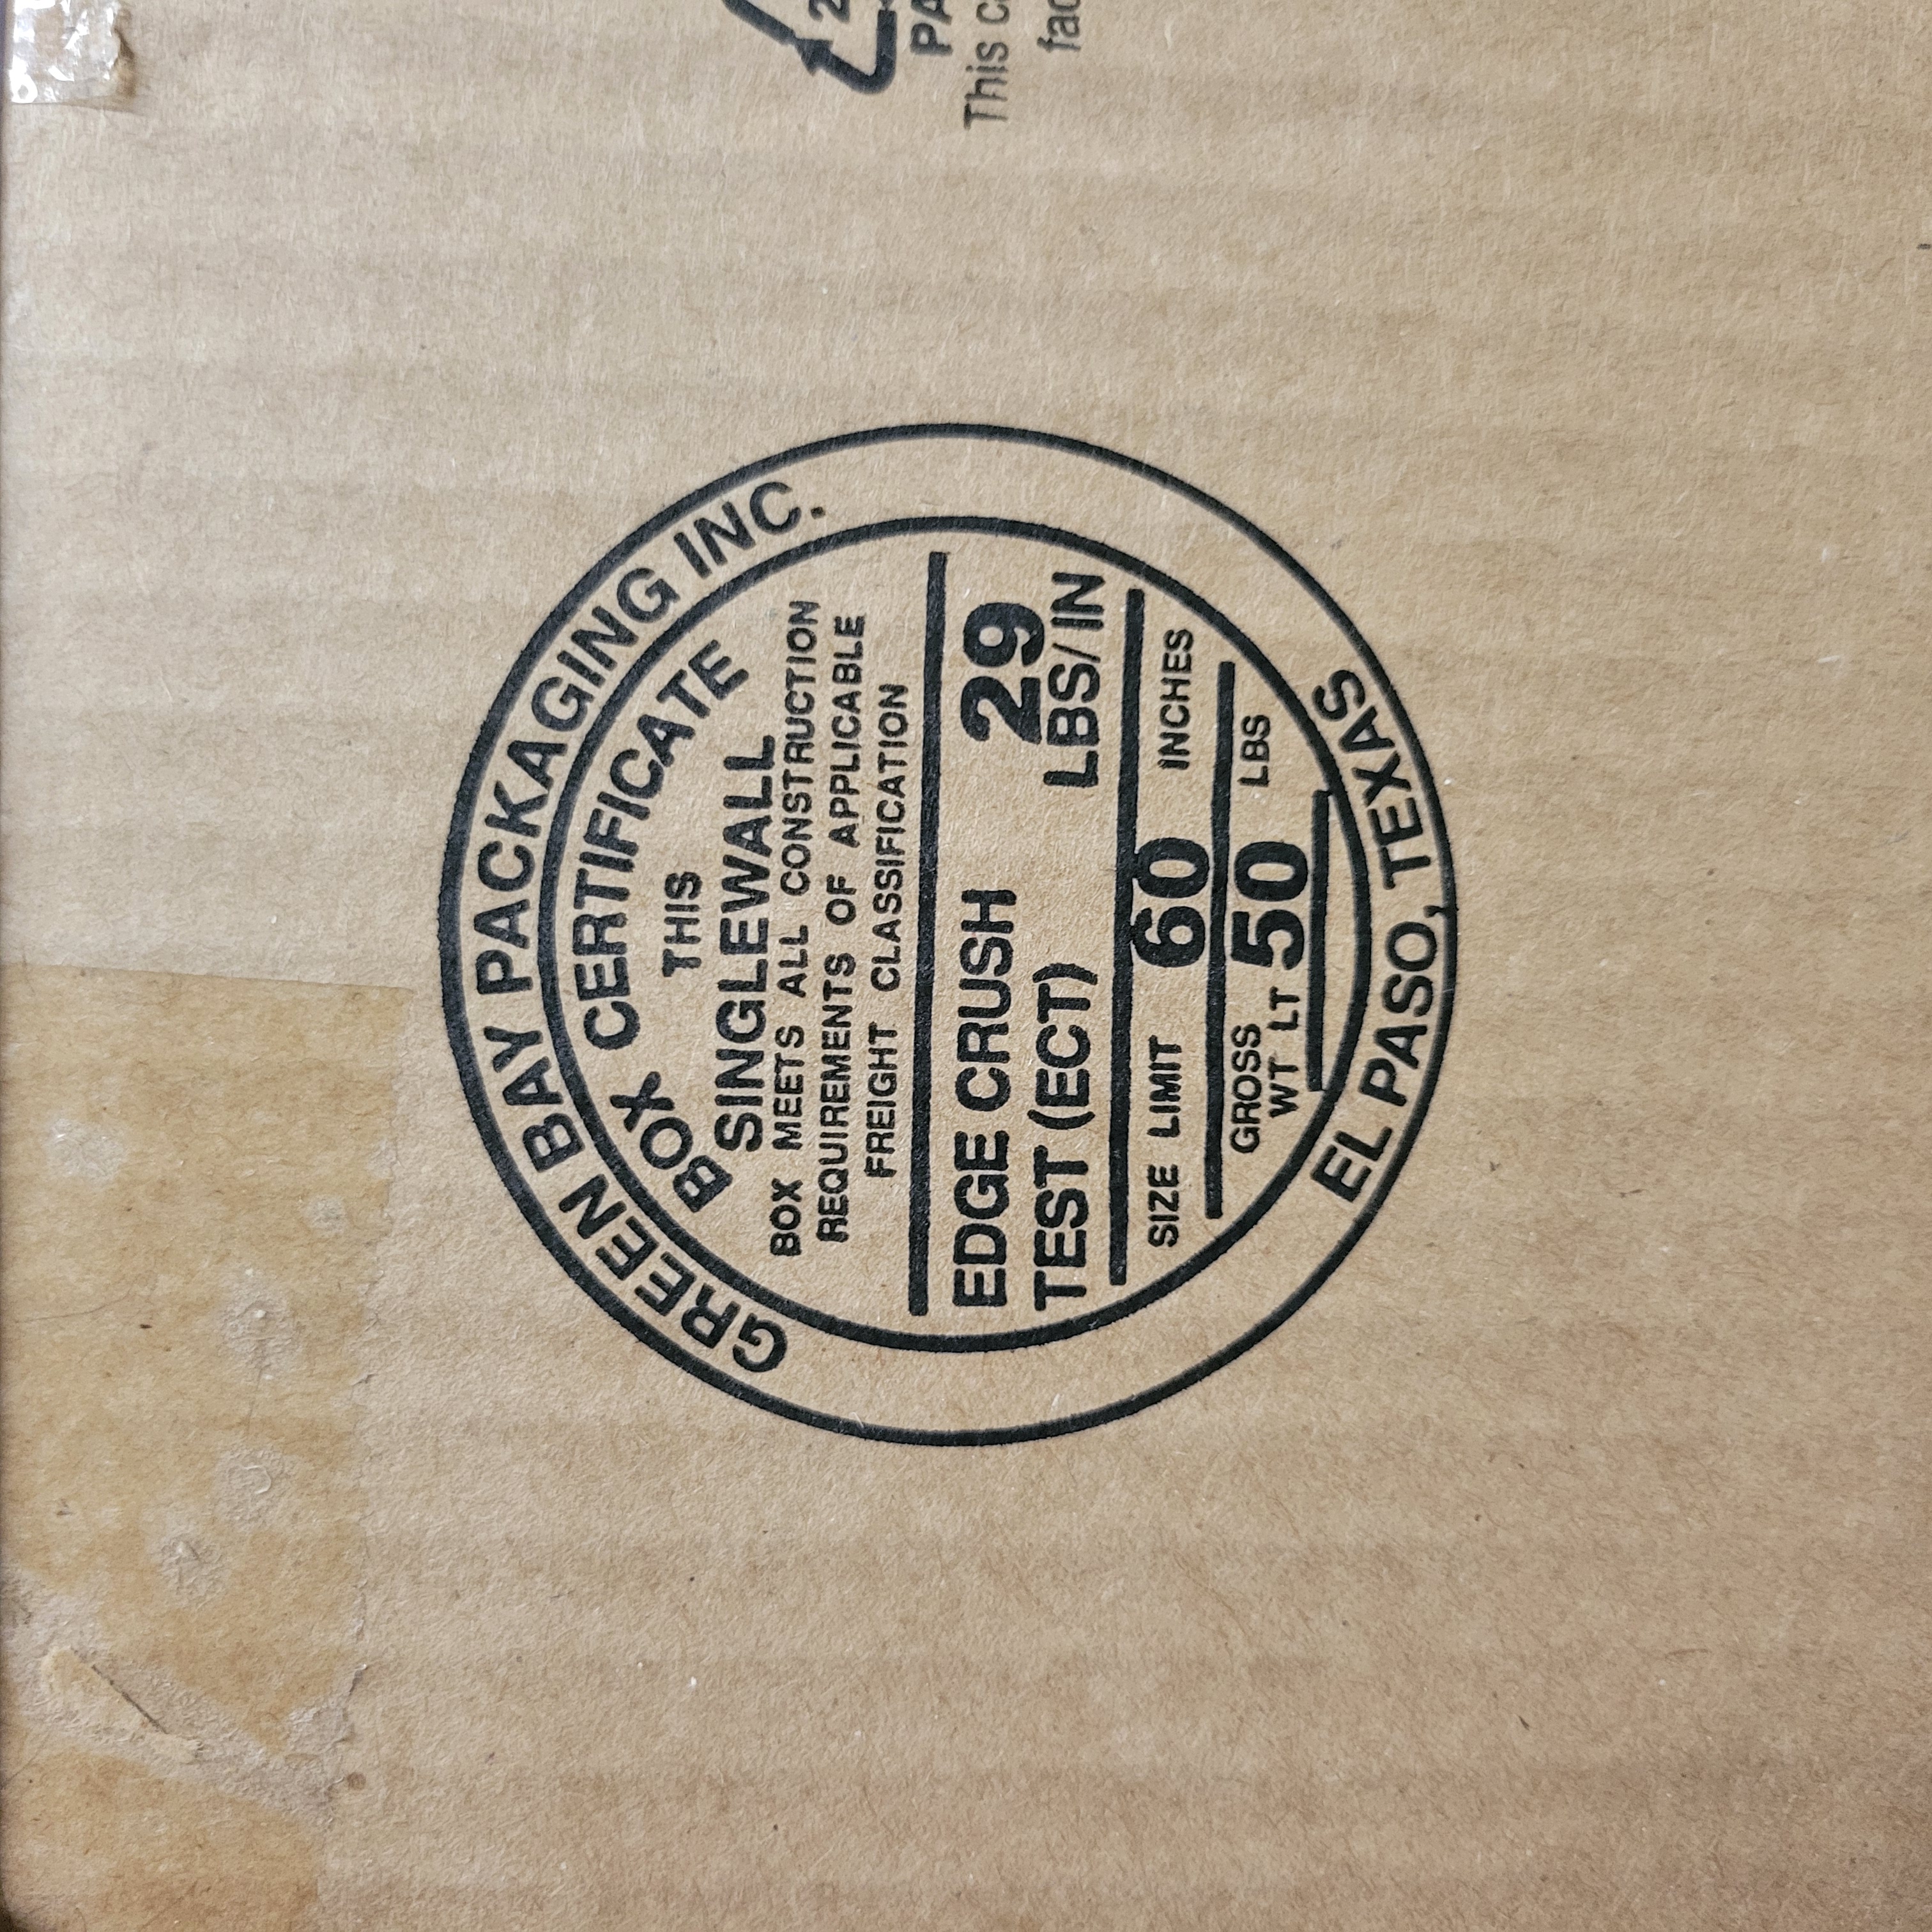 GREEN BAY PACKAGING INC.
BOX CERTIFICATE
THIS
SINGLEWALL
BOX MEETS ALL CONSTRUCTION
REQUIREMENTS OF APPLICABLE
FREIGHT CLASSIFICATION
EDGE CRUSH 29
TEST (ECT) LBS/IN
SIZE LIMIT 60 INCHES
GROSS
WT LT 50 LBS
EL PASO, TEXAS
2
PA
This c
fac